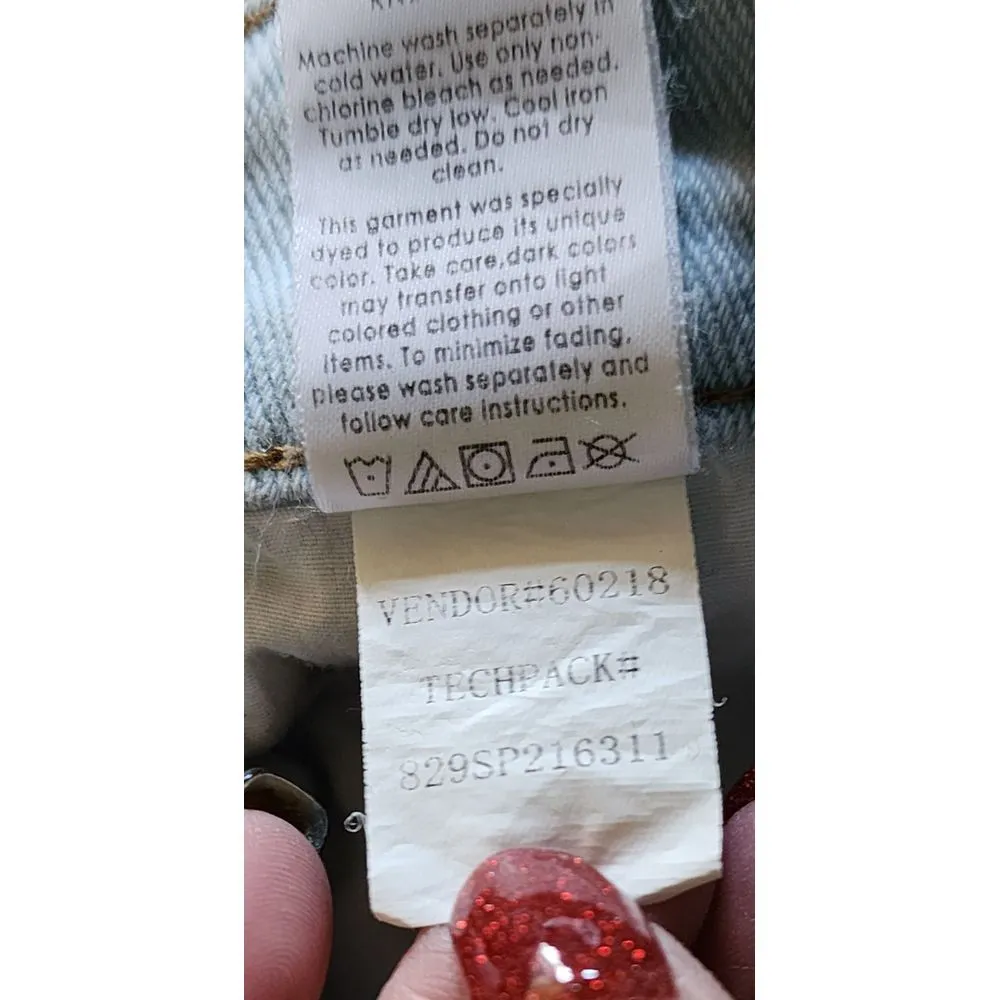 Machine wash separately in
cold water. Use only non-
chlorine bleach as needed.
Tumble dry low. Cool iron
as needed. Do not dry
clean.
This garment was specially
dyed to produce its unique
color. Take care,dark colors
may transfer onto light
colored clothing or other
items. To minimize fading,
please wash separately and
follow care instructions.
VENDOR#60218
TECHPACK#
829SP216311